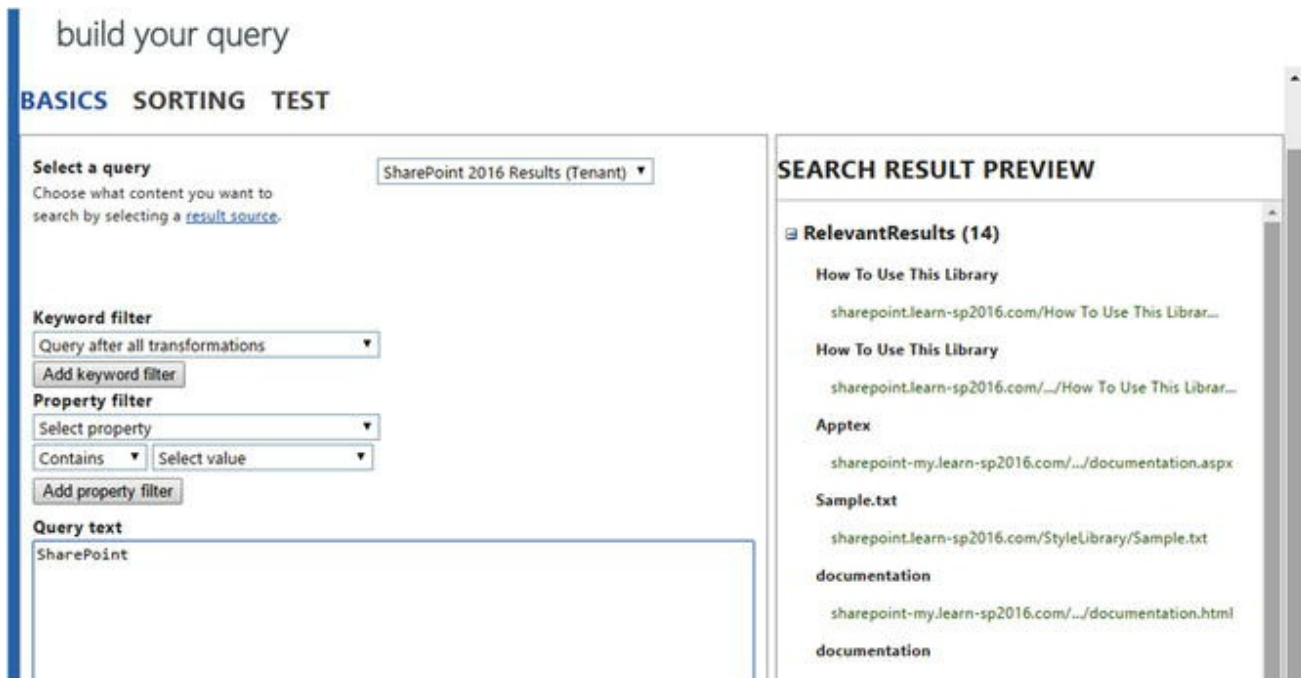 build your query
BASICS SORTING TEST
Select a query
SharePoint 2016 Results (Tenant)
Choose what content you want to
search by selecting a result source.
Keyword filter
Query after all transformations
Add keyword filter
Property filter
Select property
Contains Select value
Add property filter
Query text
SharePoint
SEARCH RESULT PREVIEW
RelevantResults (14)
How To Use This Library
sharepoint.learn-sp2016.com/How To Use This Librar...
How To Use This Library
sharepoint.learn-sp2016.com/.../How To Use This Librar...
Apptex
sharepoint-my.learn-sp2016.com/.../documentation.aspx
Sample.txt
sharepoint.learn-sp2016.com/StyleLibrary/Sample.txt
documentation
sharepoint-my.learn-sp2016.com/.../documentation.html
documentation